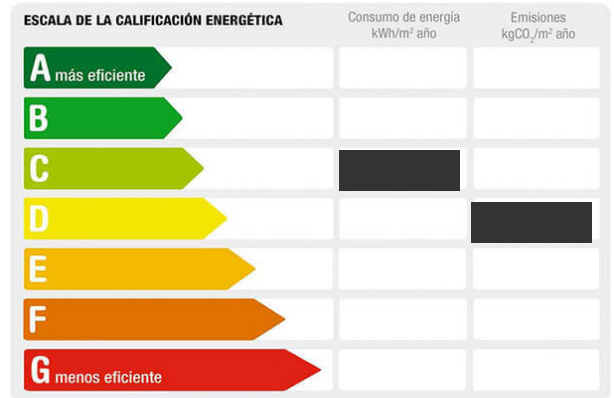 ESCALA DE LA CALIFICACIÓN ENERGÉTICA
Consumo de energía
kWh/m² año
Emisiones
kgCO₂/m² año
A más eficiente
B
C
D
E
F
G menos eficiente